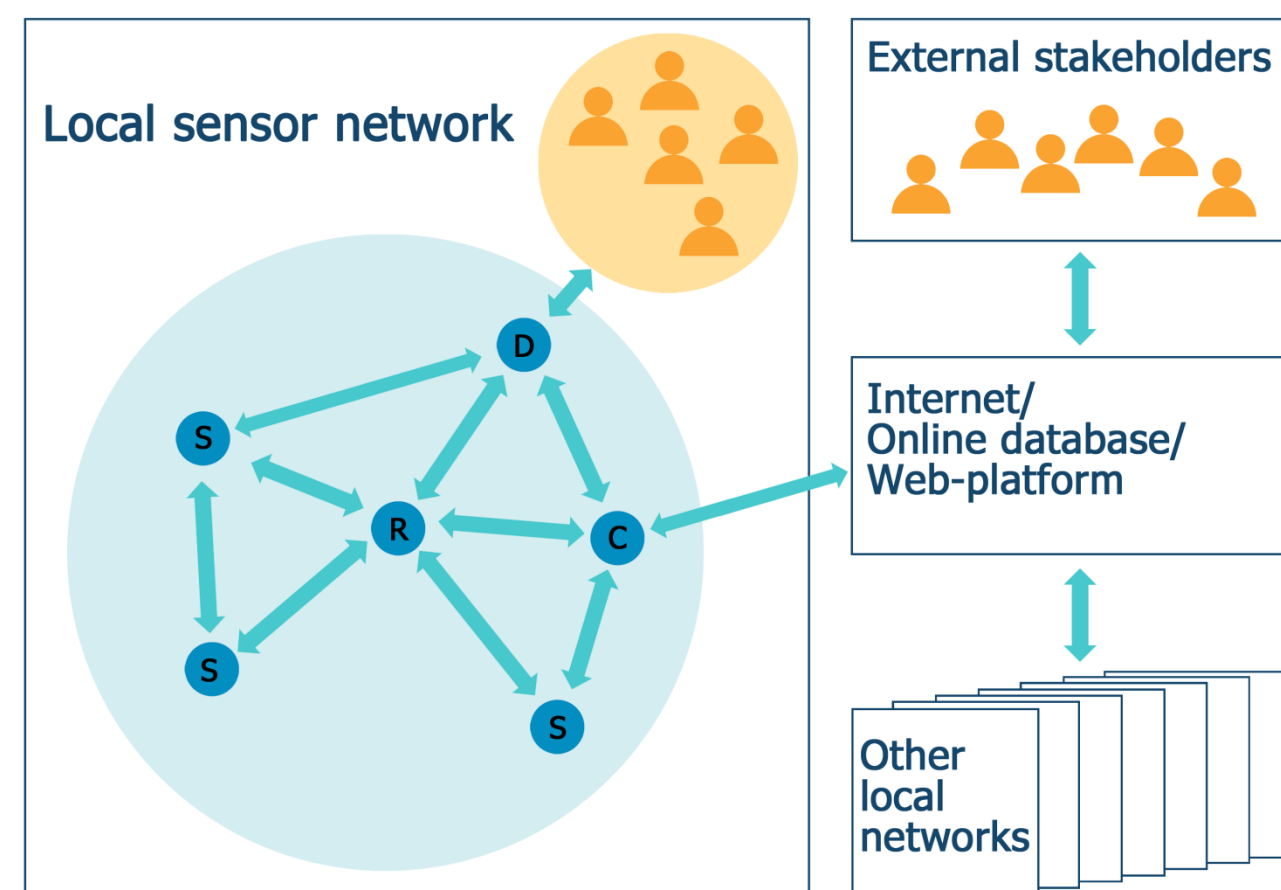 Local sensor network
D
S
R
C
S
S
External stakeholders
Internet/
Online database/
Web-platform
Other
local
networks